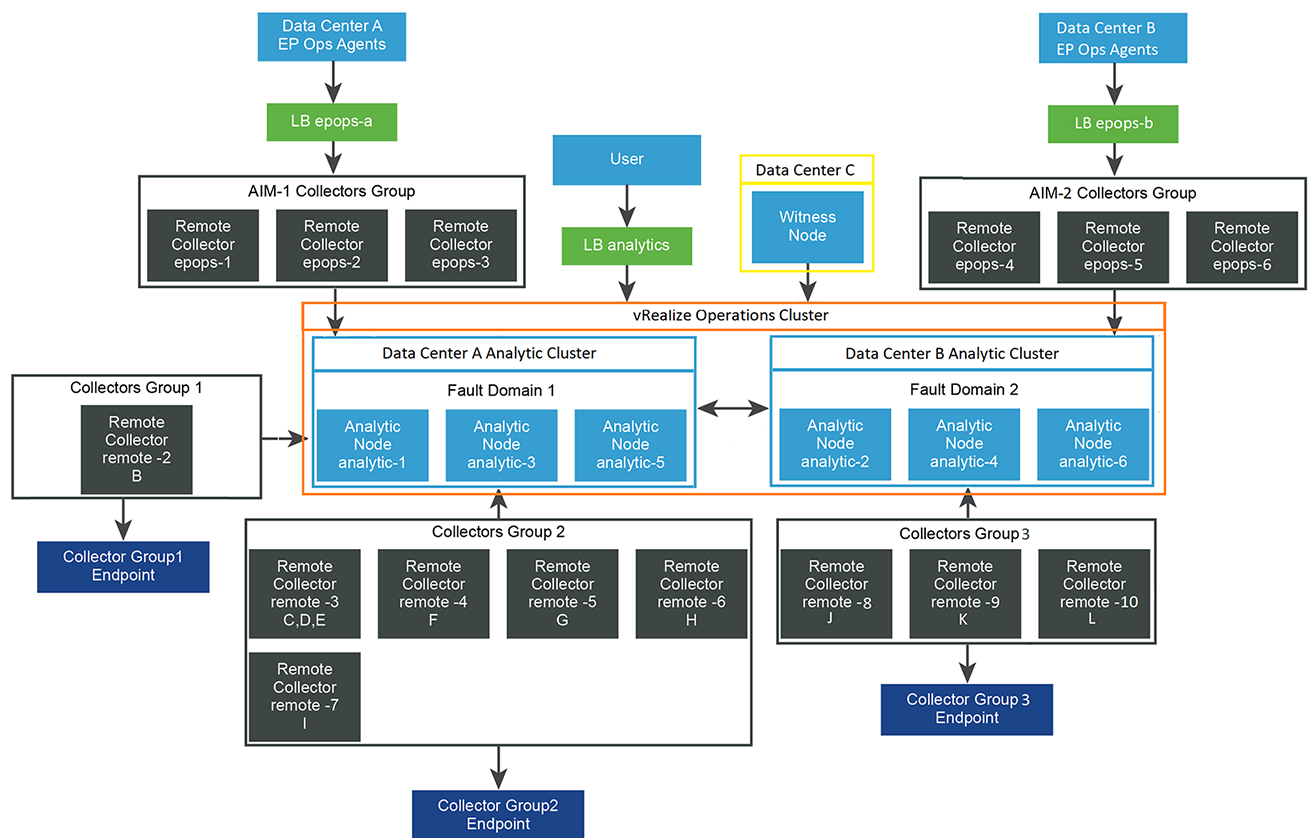 Data Center A
EP Ops Agents
Data Center B
EP Ops Agents
LB epops-a
LB epops-b
User
Data Center C
Witness
Node
LB analytics
AIM-1 Collectors Group
Remote
Collector
epops-1
Remote
Collector
epops-2
Remote
Collector
epops-3
AIM-2 Collectors Group
Remote
Collector
epops-4
Remote
Collector
epops-5
Remote
Collector
epops-6
vRealize Operations Cluster
Data Center A Analytic Cluster
Fault Domain 1
Analytic
Node
analytic-1
Analytic
Node
analytic-3
Analytic
Node
analytic-5
Data Center B Analytic Cluster
Fault Domain 2
Analytic
Node
analytic-2
Analytic
Node
analytic-4
Analytic
Node
analytic-6
Collectors Group 1
Remote
Collector
remote -2
B
Collector Group1
Endpoint
Collectors Group 2
Remote
Collector
remote -3
C,D,E
Remote
Collector
remote -4
F
Remote
Collector
remote -5
G
Remote
Collector
remote -6
H
Remote
Collector
remote -7
I
Collector Group2
Endpoint
Collectors Group 3
Remote
Collector
remote -8
J
Remote
Collector
remote -9
K
Remote
Collector
remote -10
L
Collector Group 3
Endpoint